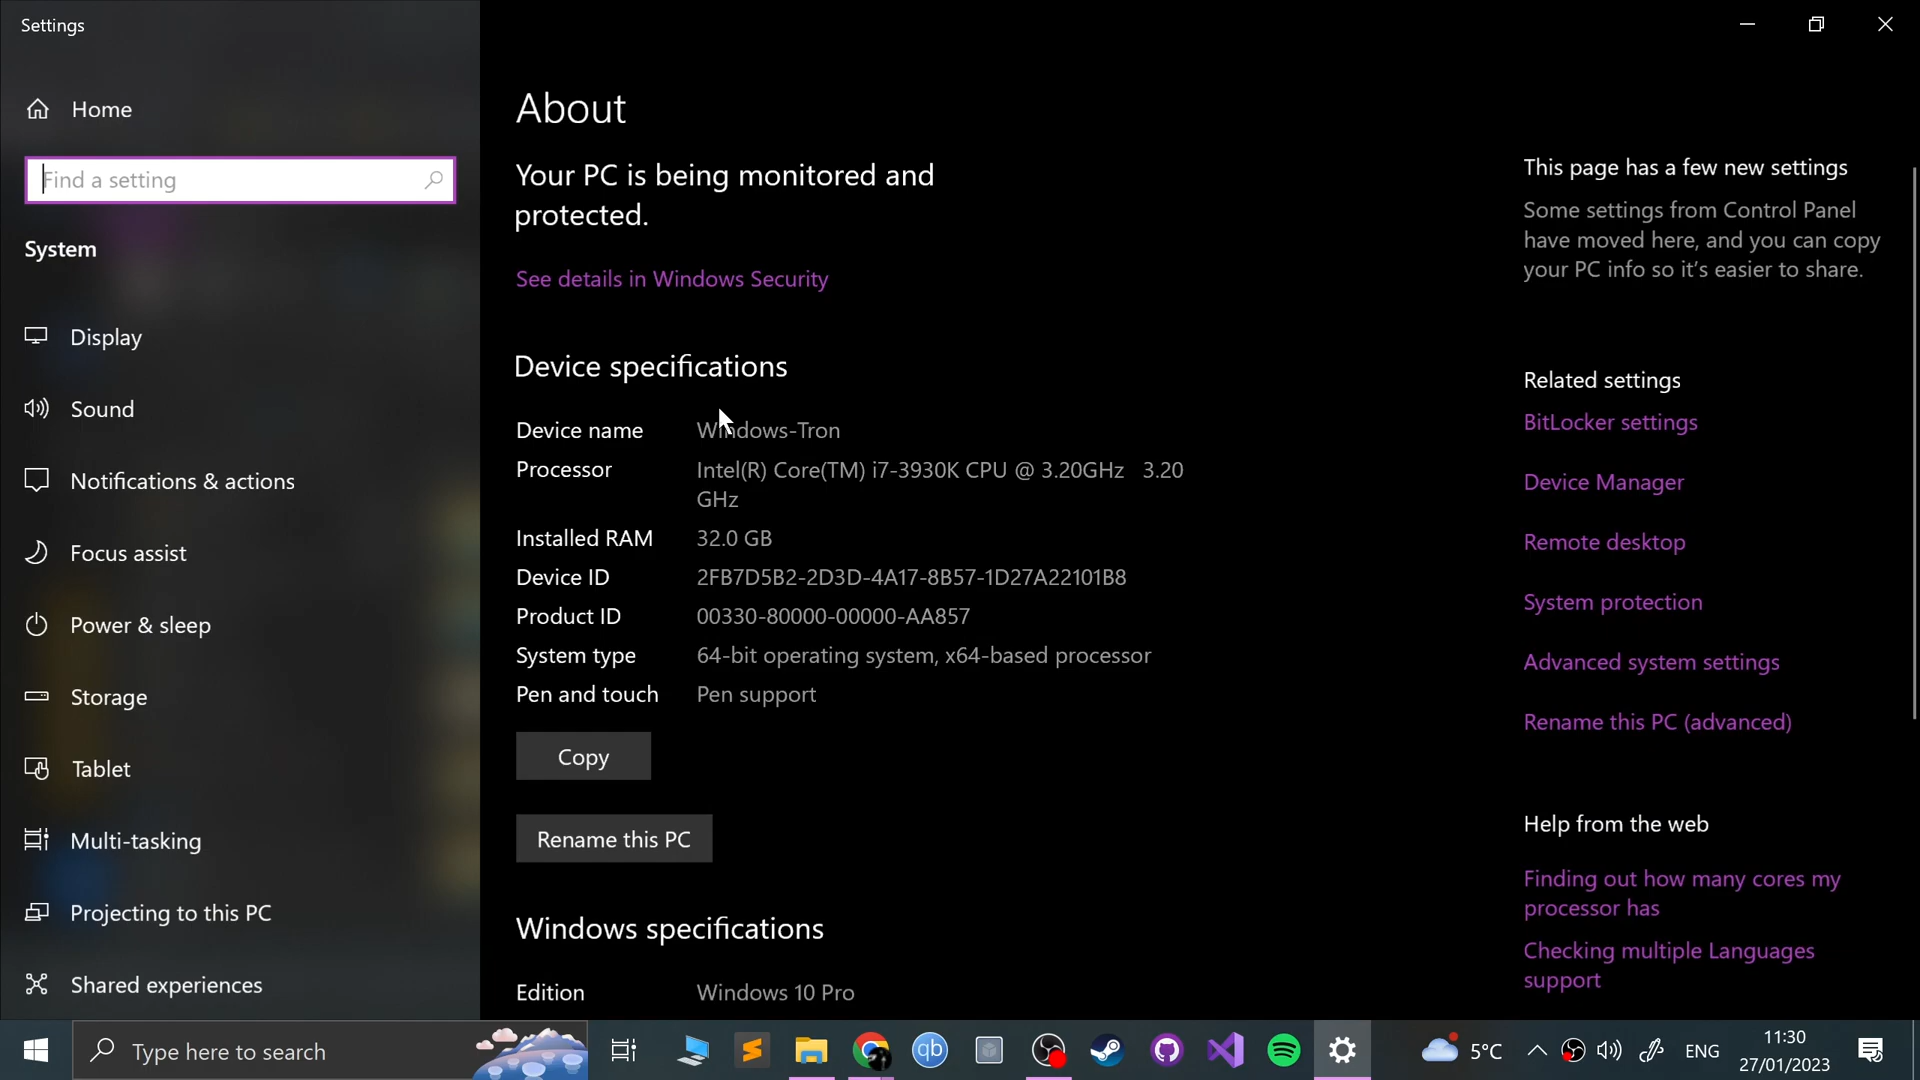 Settings
Home
Find a setting
System
Display
Sound
Notifications & actions
Focus assist
Power & sleep
Storage
Tablet
Multi-tasking
Projecting to this PC
Shared experiences
About
Your PC is being monitored and
protected.
See details in Windows Security
Device specifications
Device name Windows-Tron
Processor Intel(R) Core(TM) i7-3930K CPU @ 3.20GHz 3.20
GHz
Installed RAM 32.0 GB
Device ID 2FB7D5B2-2D3D-4A17-8B57-1D27A22101B8
Product ID 00330-80000-00000-AA857
System type 64-bit operating system, x64-based processor
Pen and touch Pen support
Copy
Rename this PC
Windows specifications
Edition Windows 10 Pro
This page has a few new settings
Some settings from Control Panel
have moved here, and you can copy
your PC info so it's easier to share.
Related settings
BitLocker settings
Device Manager
Remote desktop
System protection
Advanced system settings
Rename this PC (advanced)
Help from the web
Finding out how many cores my
processor has
Checking multiple Languages
support
Type here to search
qb
5°C
ENG
11:30
27/01/2023